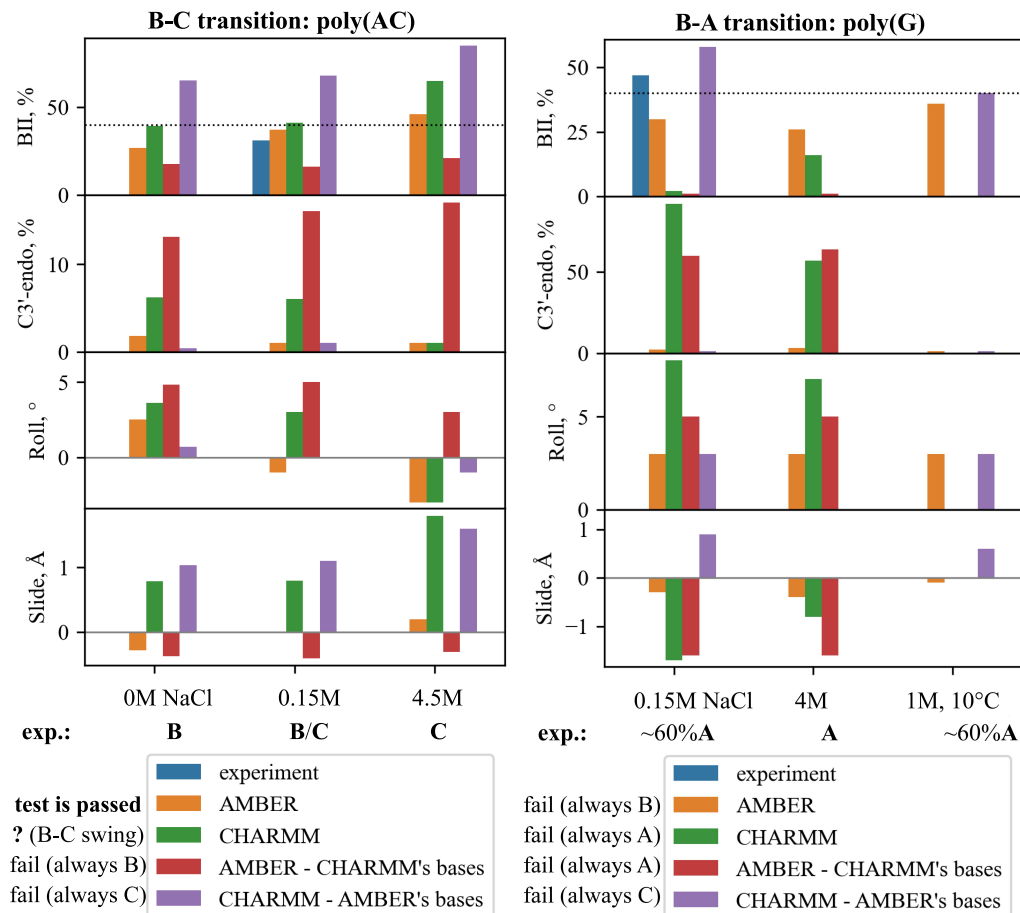 B-C transition: poly(AC)
BII, %
50
0
C3'-endo, %
10
0
Roll, °
5
0
Slide, Å
1
0
0M NaCl 0.15M 4.5M
exp.: B B/C C
experiment
test is passed AMBER
? (B-C swing) CHARMM
fail (always B) AMBER - CHARMM's bases
fail (always C) CHARMM - AMBER's bases
B-A transition: poly(G)
BII, %
50
25
0
C3'-endo, %
50
0
Roll, °
5
0
Slide, Å
1
0
−1
0.15M NaCl 4M 1M, 10°C
exp.: ~60%A A ~60%A
experiment
fail (always B) AMBER
fail (always A) CHARMM
fail (always A) AMBER - CHARMM's bases
fail (always C) CHARMM - AMBER's bases